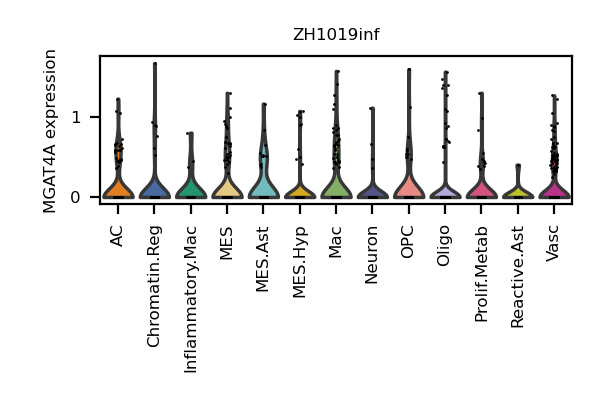 ZH1019inf
MGAT4A expression
1
0
AC
Chromatin.Reg
Inflammatory.Mac
MES
MES.Ast
MES.Hyp
Mac
Neuron
OPC
Oligo
Prolif.Metab
Reactive.Ast
Vasc